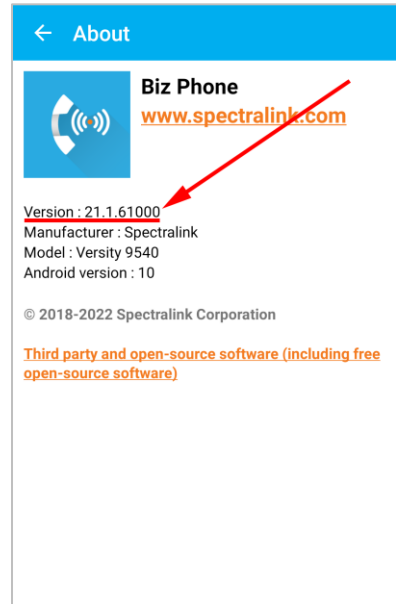 About
Biz Phone
www.spectralink.com
Version : 21.1.61000
Manufacturer : Spectralink
Model : Versity 9540
Android version : 10
© 2018-2022 Spectralink Corporation
Third party and open-source software (including free
open-source software)